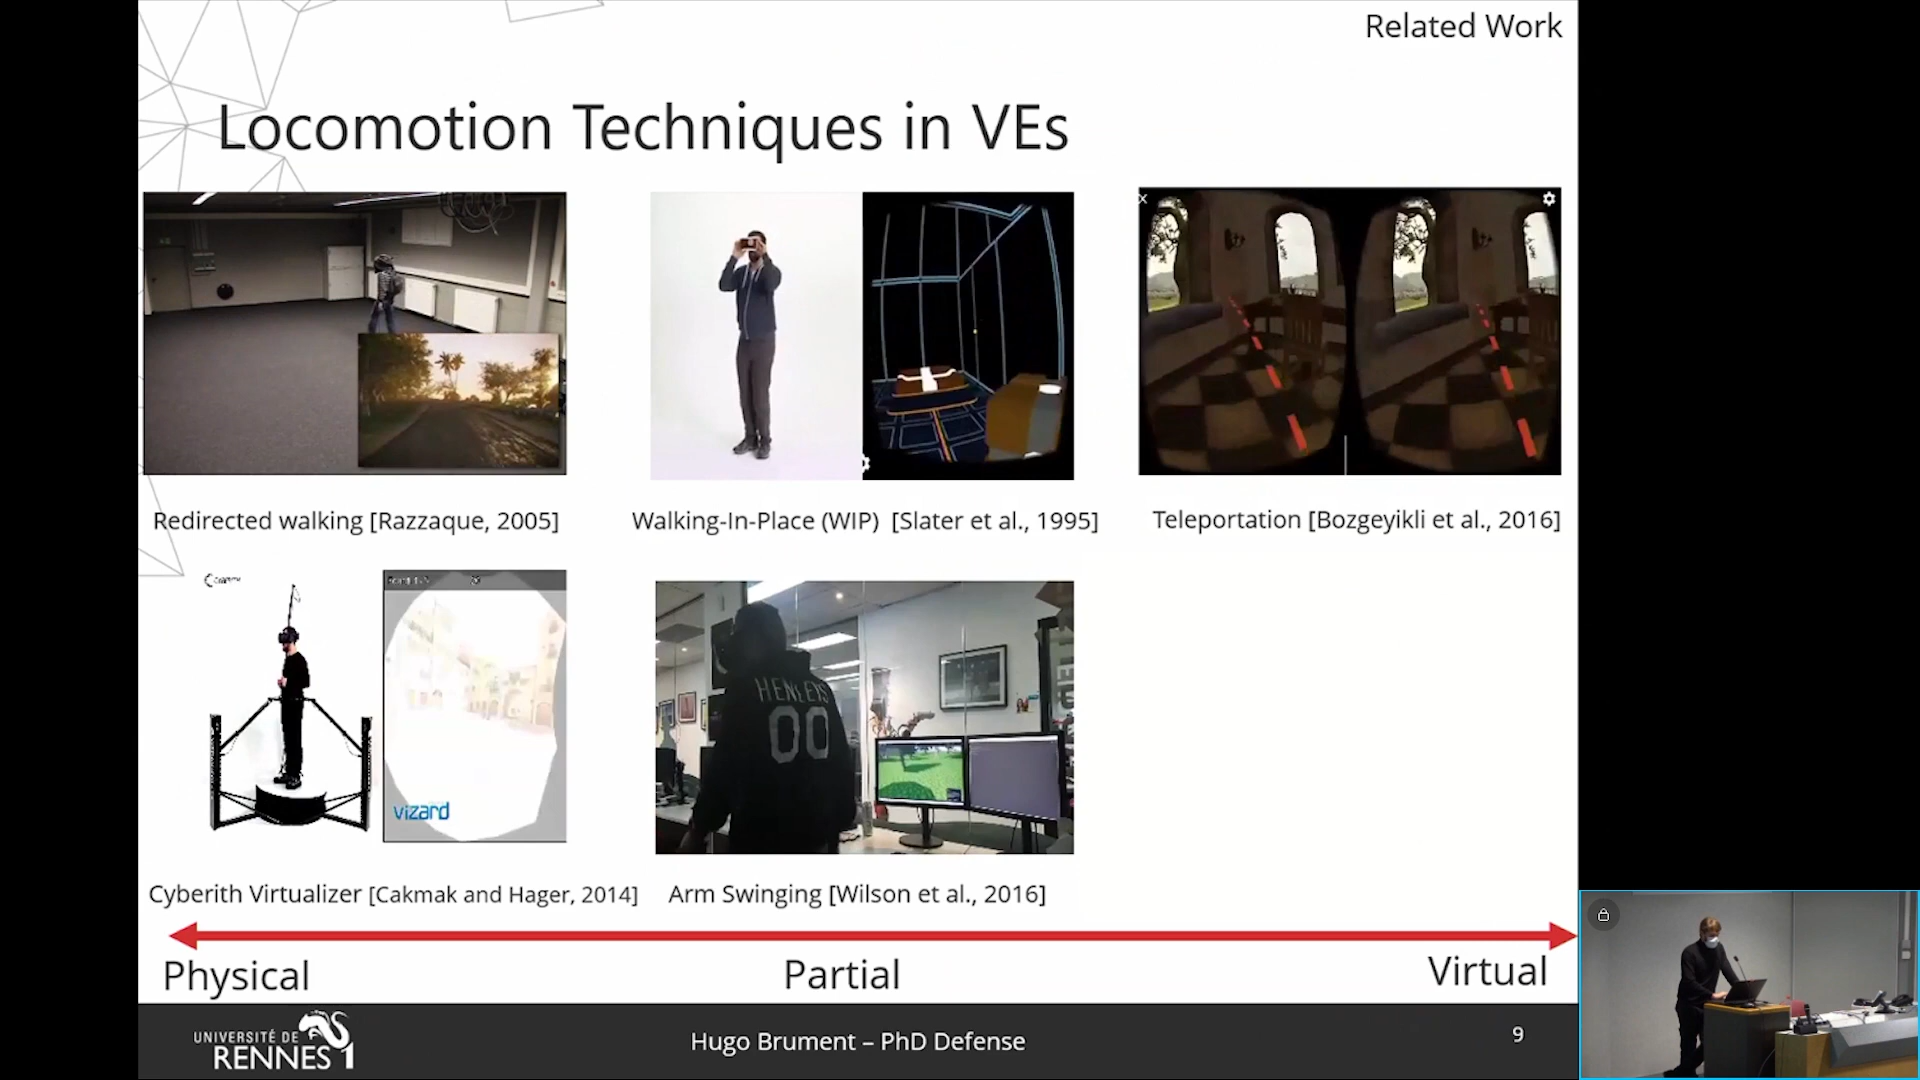 Related Work
Locomotion Techniques in VEs
Redirected walking [Razzaque, 2005]
Walking-In-Place (WIP) [Slater et al., 1995]
Teleportation [Bozgeyikli et al., 2016]
vizard
00
Cyberith Virtualizer [Cakmak and Hager, 2014]
Arm Swinging [Wilson et al., 2016]
Physical
Partial
Virtual
UNIVERSITÉ DE
RENNES 1
Hugo Brument – PhD Defense
9